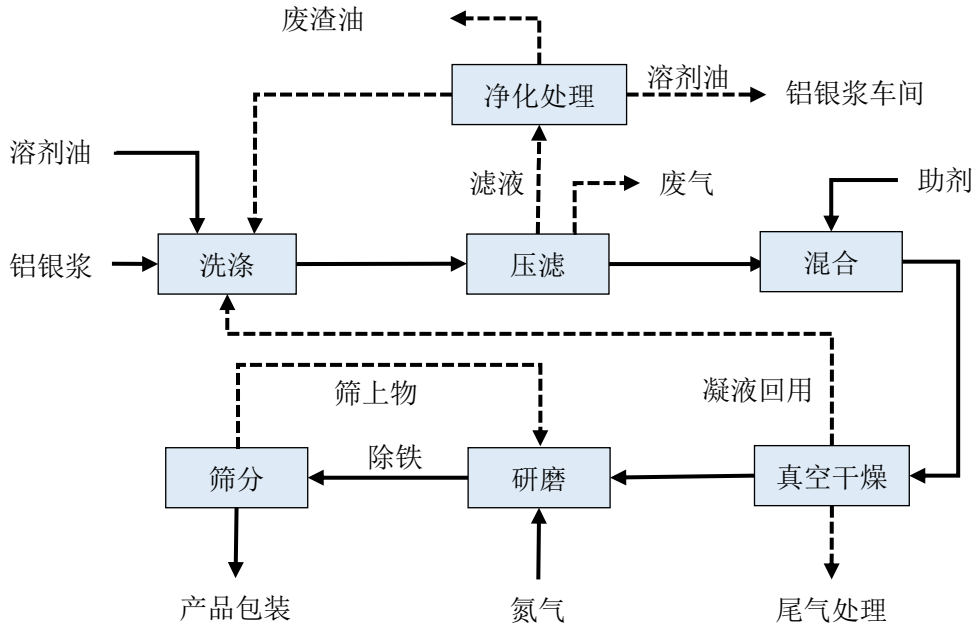 废渣油
净化处理
溶剂油
铝银浆车间
溶剂油
滤液
废气
助剂
铝银浆
洗涤
压滤
混合
筛上物
凝液回用
筛分
除铁
研磨
真空干燥
产品包装
氮气
尾气处理